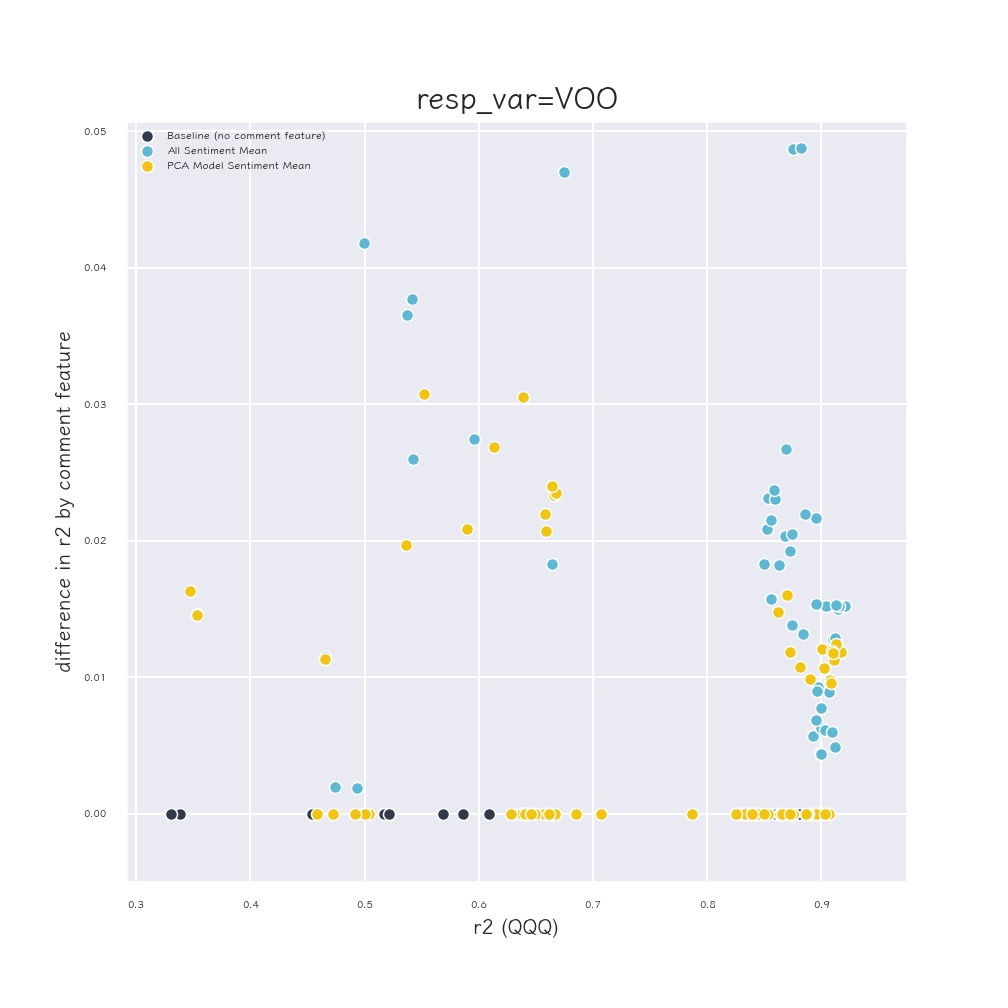 resp_var=VOO
Baseline (no comment feature)
All Sentiment Mean
PCA Model Sentiment Mean
difference in r2 by comment feature
0.05
0.04
0.03
0.02
0.01
0.00
0.3 0.4 0.5 0.6 0.7 0.8 0.9
r2 (QQQ)